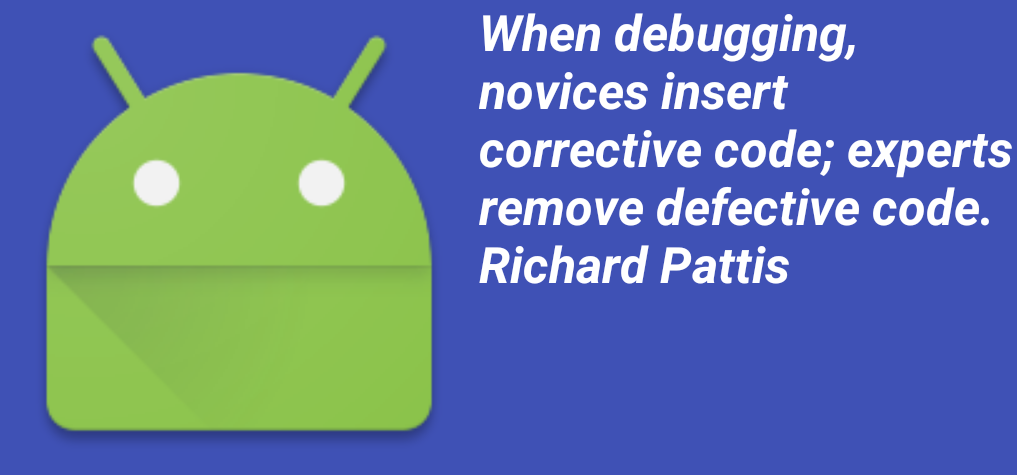 When debugging,
novices insert
corrective code; experts
remove defective code.
Richard Pattis